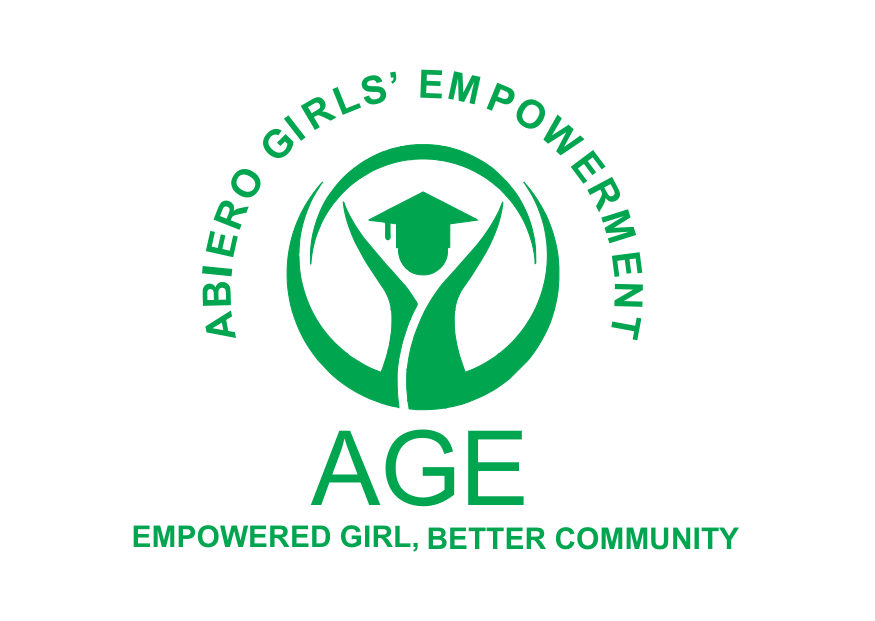 ABIERO GIRLS’ EMPOWERMENT
AGE
EMPOWERED GIRL, BETTER COMMUNITY